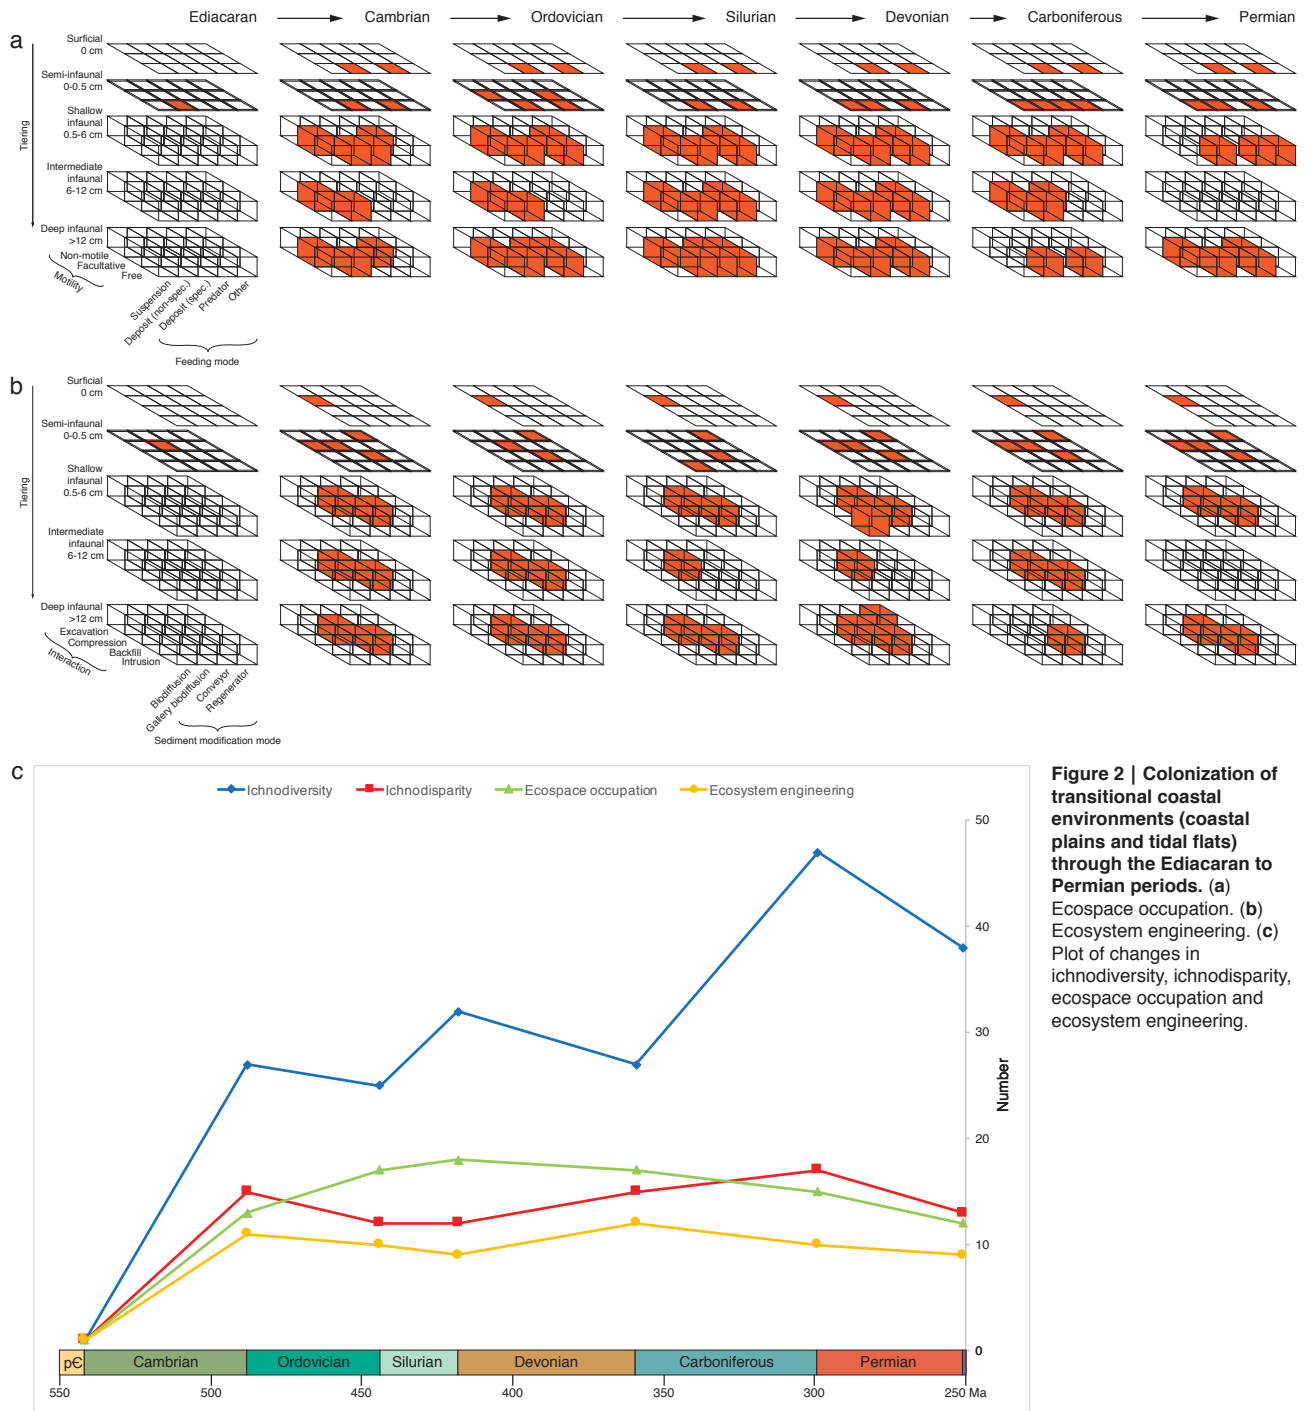 Ediacaran Cambrian Ordovician Silurian Devonian Carboniferous Permian
a
Tiering
Surficial
0 cm
Semi-infaunal
0-0.5 cm
Shallow
infaunal
0.5-6 cm
Intermediate
infaunal
6-12 cm
Deep infaunal
>12 cm
Non-motile
Facultative
Free
Motility
Suspension
Deposit (non-spec.)
Deposit (spec.)
Predator
Other
Feeding mode
b
Tiering
Surficial
0 cm
Semi-infaunal
0-0.5 cm
Shallow
infaunal
0.5-6 cm
Intermediate
infaunal
6-12 cm
Deep infaunal
>12 cm
Excavation
Compression
Backfill
Intrusion
Interaction
Biodiffusion
Gallery biodiffusion
Conveyor
Regenerator
Sediment modification mode
c
Ichnodiversity Ichnodisparity Ecospace occupation Ecosystem engineering
50
40
30
20
10
0
Number
p€ Cambrian Ordovician Silurian Devonian Carboniferous Permian
550 500 450 400 350 300 250 Ma
Figure 2 | Colonization of
transitional coastal
environments (coastal
plains and tidal flats)
through the Ediacaran to
Permian periods. (a)
Ecospace occupation. (b)
Ecosystem engineering. (c)
Plot of changes in
ichnodiversity, ichnodisparity,
ecospace occupation and
ecosystem engineering.